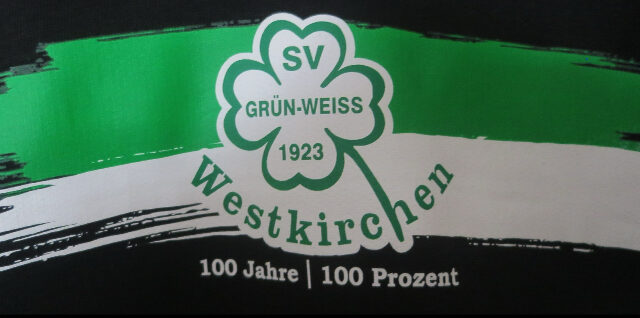 SV
GRÜN-WEISS
1923
Westkirchen
100 Jahre | 100 Prozent